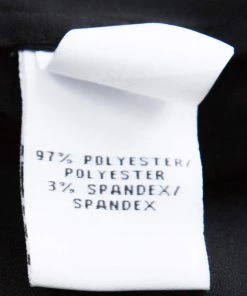 97% POLYESTER/
POLYESTER
3% SPANDEX/
SPANDEX